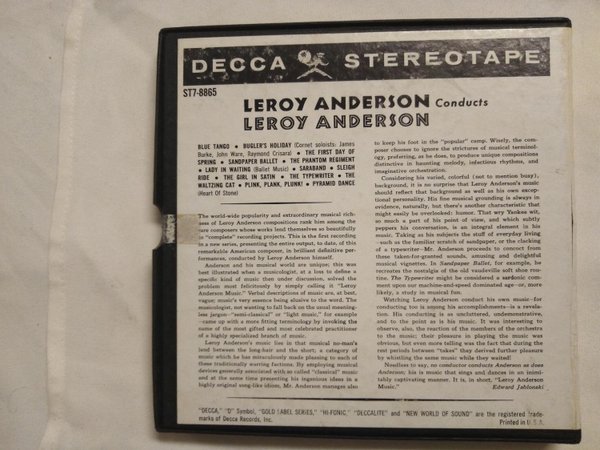 DECCA STEREOTAPE
ST7-8865
LEROY ANDERSON Conducts
LEROY ANDERSON
BLUE TANGO • BUGLER'S HOLIDAY (Cornet soloists: James
Burke, John Ware, Raymond Crisara) • THE FIRST DAY OF
SPRING • SANDPAPER BALLET • THE PHANTOM REGIMENT
• LADY IN WAITING (Ballet Music) • SARABAND • SLEIGH
RIDE • THE GIRL IN SATIN • THE TYPEWRITER • THE
WALTZING CAT • PLINK, PLANK, PLUNK! • PYRAMID DANCE
(Heart Of Stone)
The world-wide popularity and extraordinary musical rich-
ness of Leroy Anderson compositions rank him among the
rare composers whose works lend themselves so beautifully
to "complete" recording projects. This is the first recording
in a new series, presenting the entire output, to date, of this
remarkable American composer, in brilliant definitive per-
formances, conducted by Leroy Anderson himself.
Anderson and his musical world are unique; this was
best illustrated when a musicologist, at a loss to define a
specific kind of music then under discussion, solved the
problem most felicitously by simply calling it "Leroy
Anderson Music." Verbal descriptions of music are, at best,
vague; music's very essence being elusive to the word. The
musicologist, not wanting to fall back on the usual meaning-
less jargon—"semi-classical" or "light music," for example
—came up with a more fitting terminology by invoking the
name of the most gifted and most celebrated practitioner
of a highly specialized branch of music.
Leroy Anderson's music lies in that musical no-man's
land between the long-hair and the short; a category of
music which he has miraculously made pleasing to each of
these traditionally warring factions. By employing musical
devices generally associated with so called "classical" music
and at the same time presenting his ingenious ideas in a
highly original song-like idiom, Mr. Anderson manages also
to keep his foot in the "popular" camp. Wisely, the com-
poser chooses to ignore the strictures of musical terminol-
ogy, preferring, as he does, to produce unique compositions
distinctive in haunting melody, infectious rhythms, and
imaginative orchestration.
Considering his varied, colorful (not to mention busy),
background, it is no surprise that Leroy Anderson's music
should reflect that background as well as his own excep-
tional personality. His fine musical grounding is always in
evidence, naturally, but there's another characteristic that
might easily be overlooked: humor. That wry Yankee wit,
so much a part of his point of view, and which subtly
peppers his conversation, is an integral element in his
music. Taking as his subjects the stuff of everyday living
—such as the familiar scratch of sandpaper, or the clacking
of a typewriter—Mr. Anderson proceeds to concoct from
these taken-for-granted sounds, amusing and delightful
musical vignettes. In Sandpaper Ballet, for example, he
recreates the nostalgia of the old vaudeville soft shoe rou-
tine. The Typewriter might be considered a sardonic com-
ment upon our machine-and-speed dominated age—or, more
likely, a study in musical fun.
Watching Leroy Anderson conduct his own music—for
conducting too is among his accomplishments—is a revela-
tion. His conducting is as uncluttered, undemonstrative,
and to the point as is his music. It was interesting to
observe, also, the reaction of the members of the orchestra
to the music; their pleasure in playing the music was
obvious, but even more telling was the fact that during the
rest periods between "takes" they derived further pleasure
by whistling the same music while they waited!
Needless to say, no conductor conducts Anderson as does
Anderson; his is music that sings and dances in an inimi-
tably captivating manner. It is, in short, "Leroy Anderson
Music."
Edward Jablonski
"DECCA," "D" Symbol, "GOLD LABEL SERIES," "HI-FONIC," "DECCALITE" and "NEW WORLD OF SOUND" are the registered trade-
marks of Decca Records, Inc.
Printed in U.S.A.